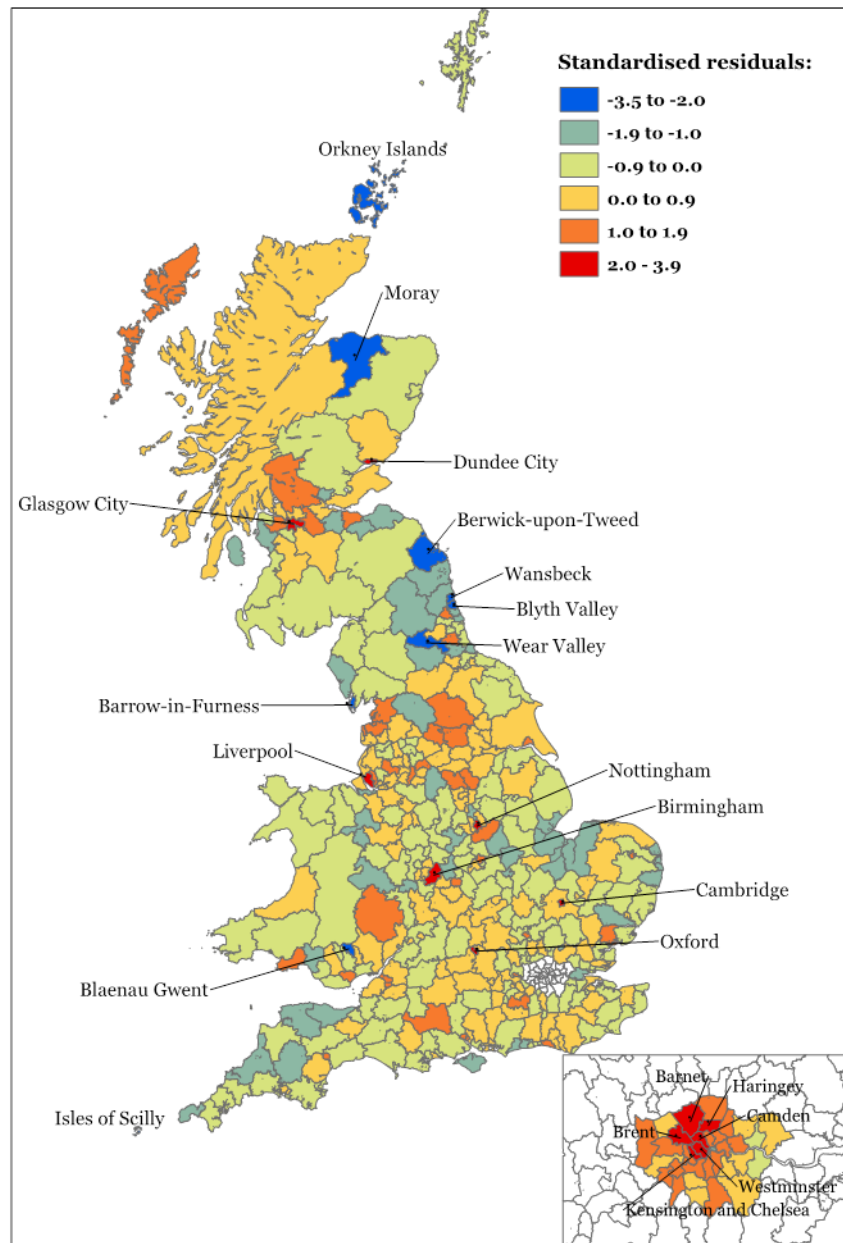 Standardised residuals:
-3.5 to -2.0
-1.9 to -1.0
-0.9 to 0.0
0.0 to 0.9
1.0 to 1.9
2.0 - 3.9
Orkney Islands
Moray
Dundee City
Glasgow City
Berwick-upon-Tweed
Wansbeck
Blyth Valley
Wear Valley
Barrow-in-Furness
Liverpool
Nottingham
Birmingham
Cambridge
Oxford
Blaenau Gwent
Isles of Scilly
Barnet
Haringey
Camden
Brent
Westminster
Kensington and Chelsea